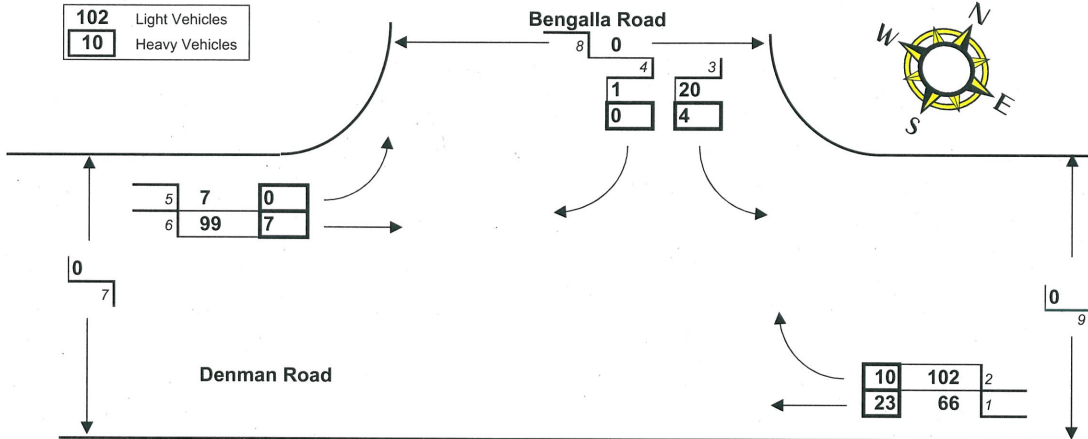 102 Light Vehicles
10 Heavy Vehicles
Bengalla Road
8 0
4 3
1 20
0 4
N
W
E
S
5 7 0
6 99 7
0
7
0
9
Denman Road
10 102 2
23 66 1